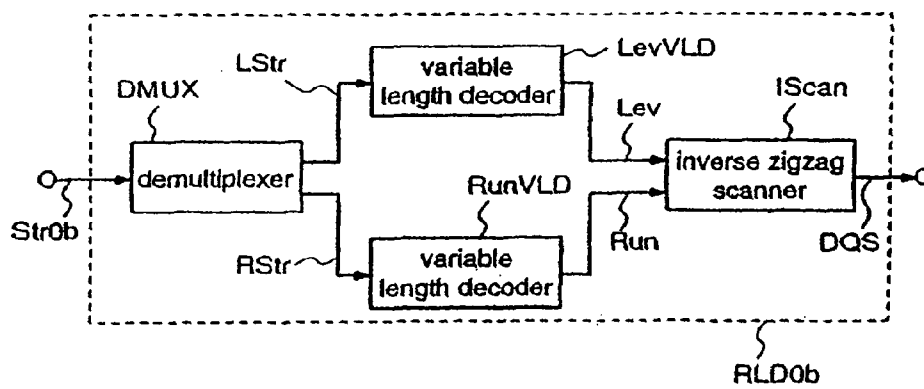 LevVLD
variable
length decoder
LStr
DMUX
IScan
Lev
demultiplexer
inverse zigzag
scanner
RunVLD
Str0b
Run
DQS
RStr
variable
length decoder
RLD0b